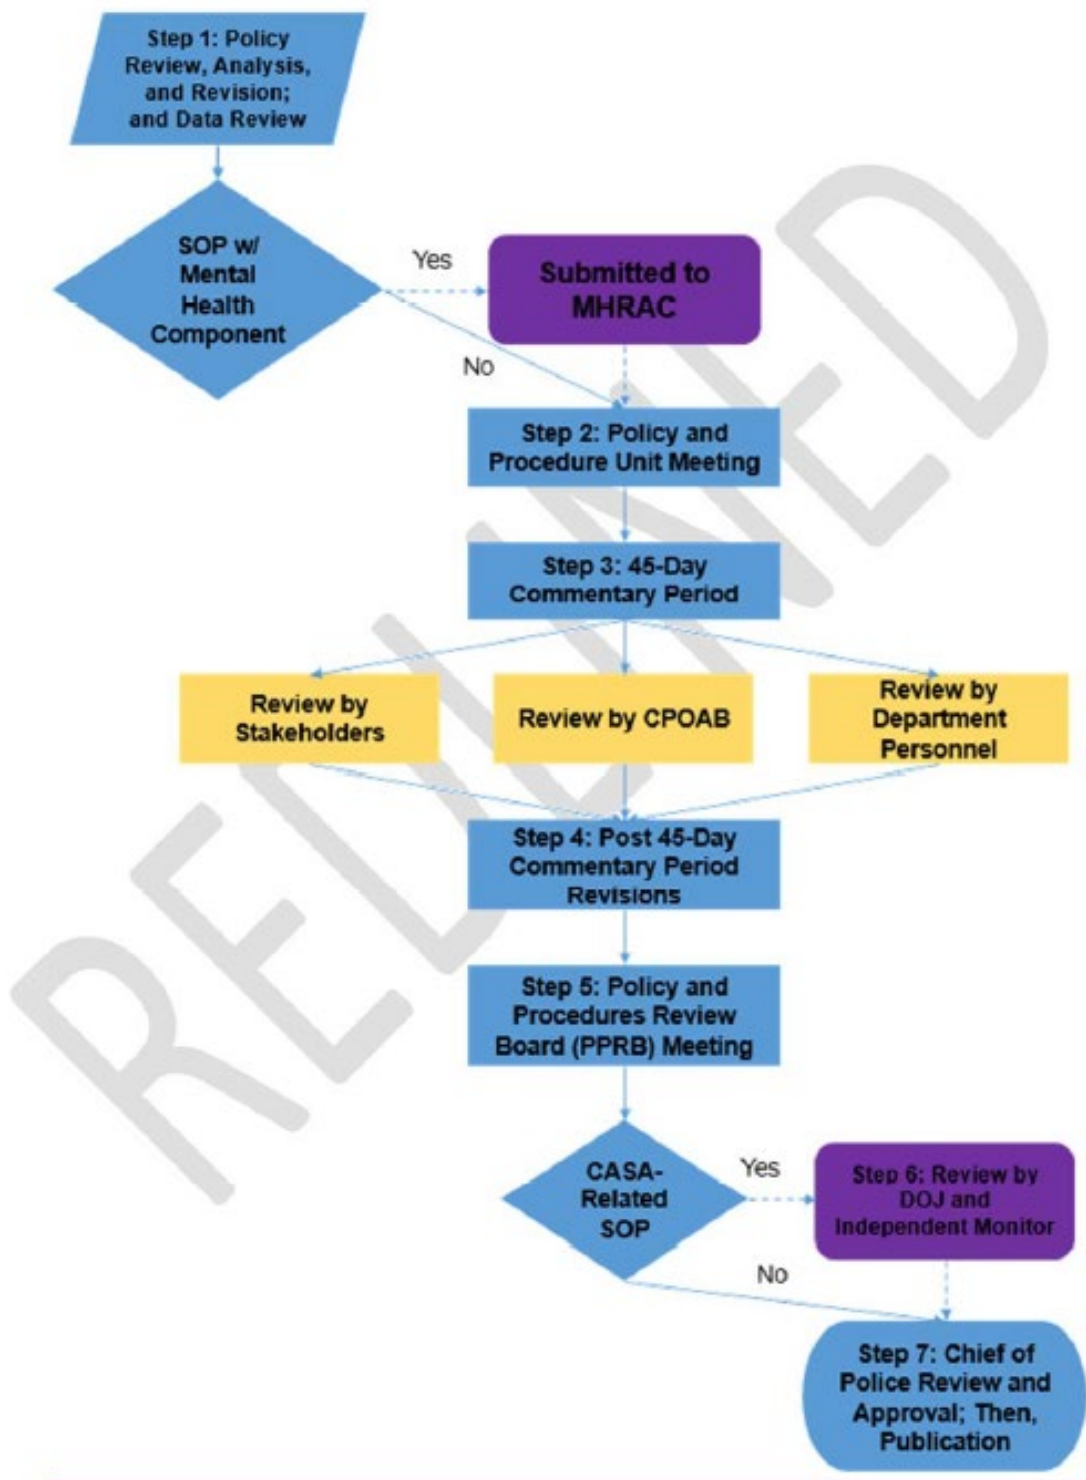 Step 1: Policy
Review, Analysis,
and Revision;
and Data Review
SOP w/
Mental
Health
Component
Yes
Submitted to
MHRAC
No
Step 2: Policy and
Procedure Unit Meeting
Step 3: 45-Day
Commentary Period
Review by
Stakeholders
Review by CPOAB
Review by
Department
Personnel
Step 4: Post 45-Day
Commentary Period
Revisions
Step 5: Policy and
Procedures Review
Board (PPRB) Meeting
CASA-
Related
SOP
Yes
Step 6: Review by
DOJ and
Independent Monitor
No
Step 7: Chief of
Police Review and
Approval; Then,
Publication